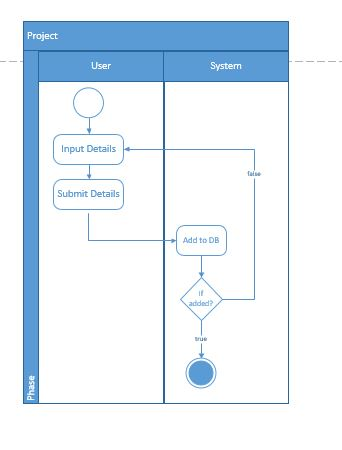 Project
User
System
Input Details
false
Submit Details
Add to DB
If
added?
true
Phase